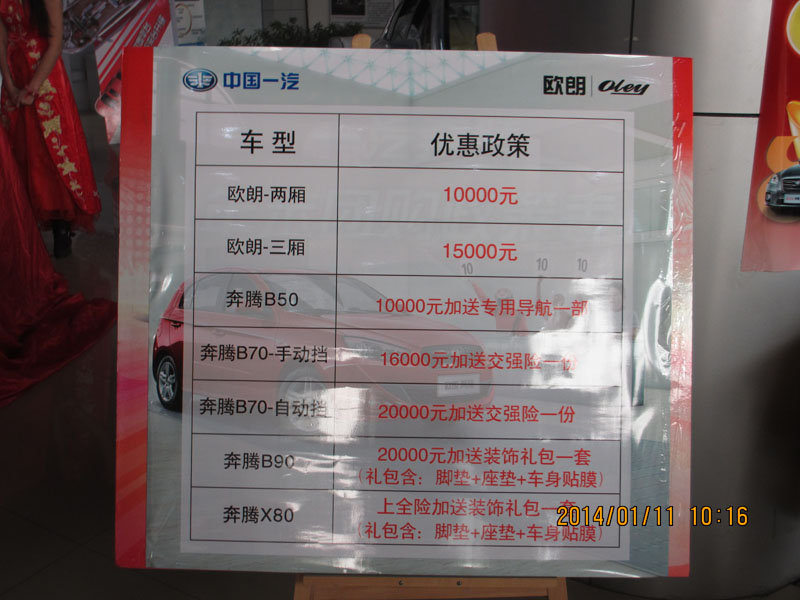 中国一汽
欧朗 Oley
车型 优惠政策
欧朗-两厢 10000元
欧朗-三厢 15000元
10 10 10
奔腾B50 10000元加送专用导航一部
奔腾B70-手动挡 16000元加送交强险一份
奔腾B70-自动挡 20000元加送交强险一份
奔腾B90 20000元加送装饰礼包一套
(礼包含：脚垫+座垫+车身贴膜)
奔腾X80 上全险加送装饰礼包一套
(礼包含：脚垫+座垫+车身贴膜)
2014/01/11 10:16